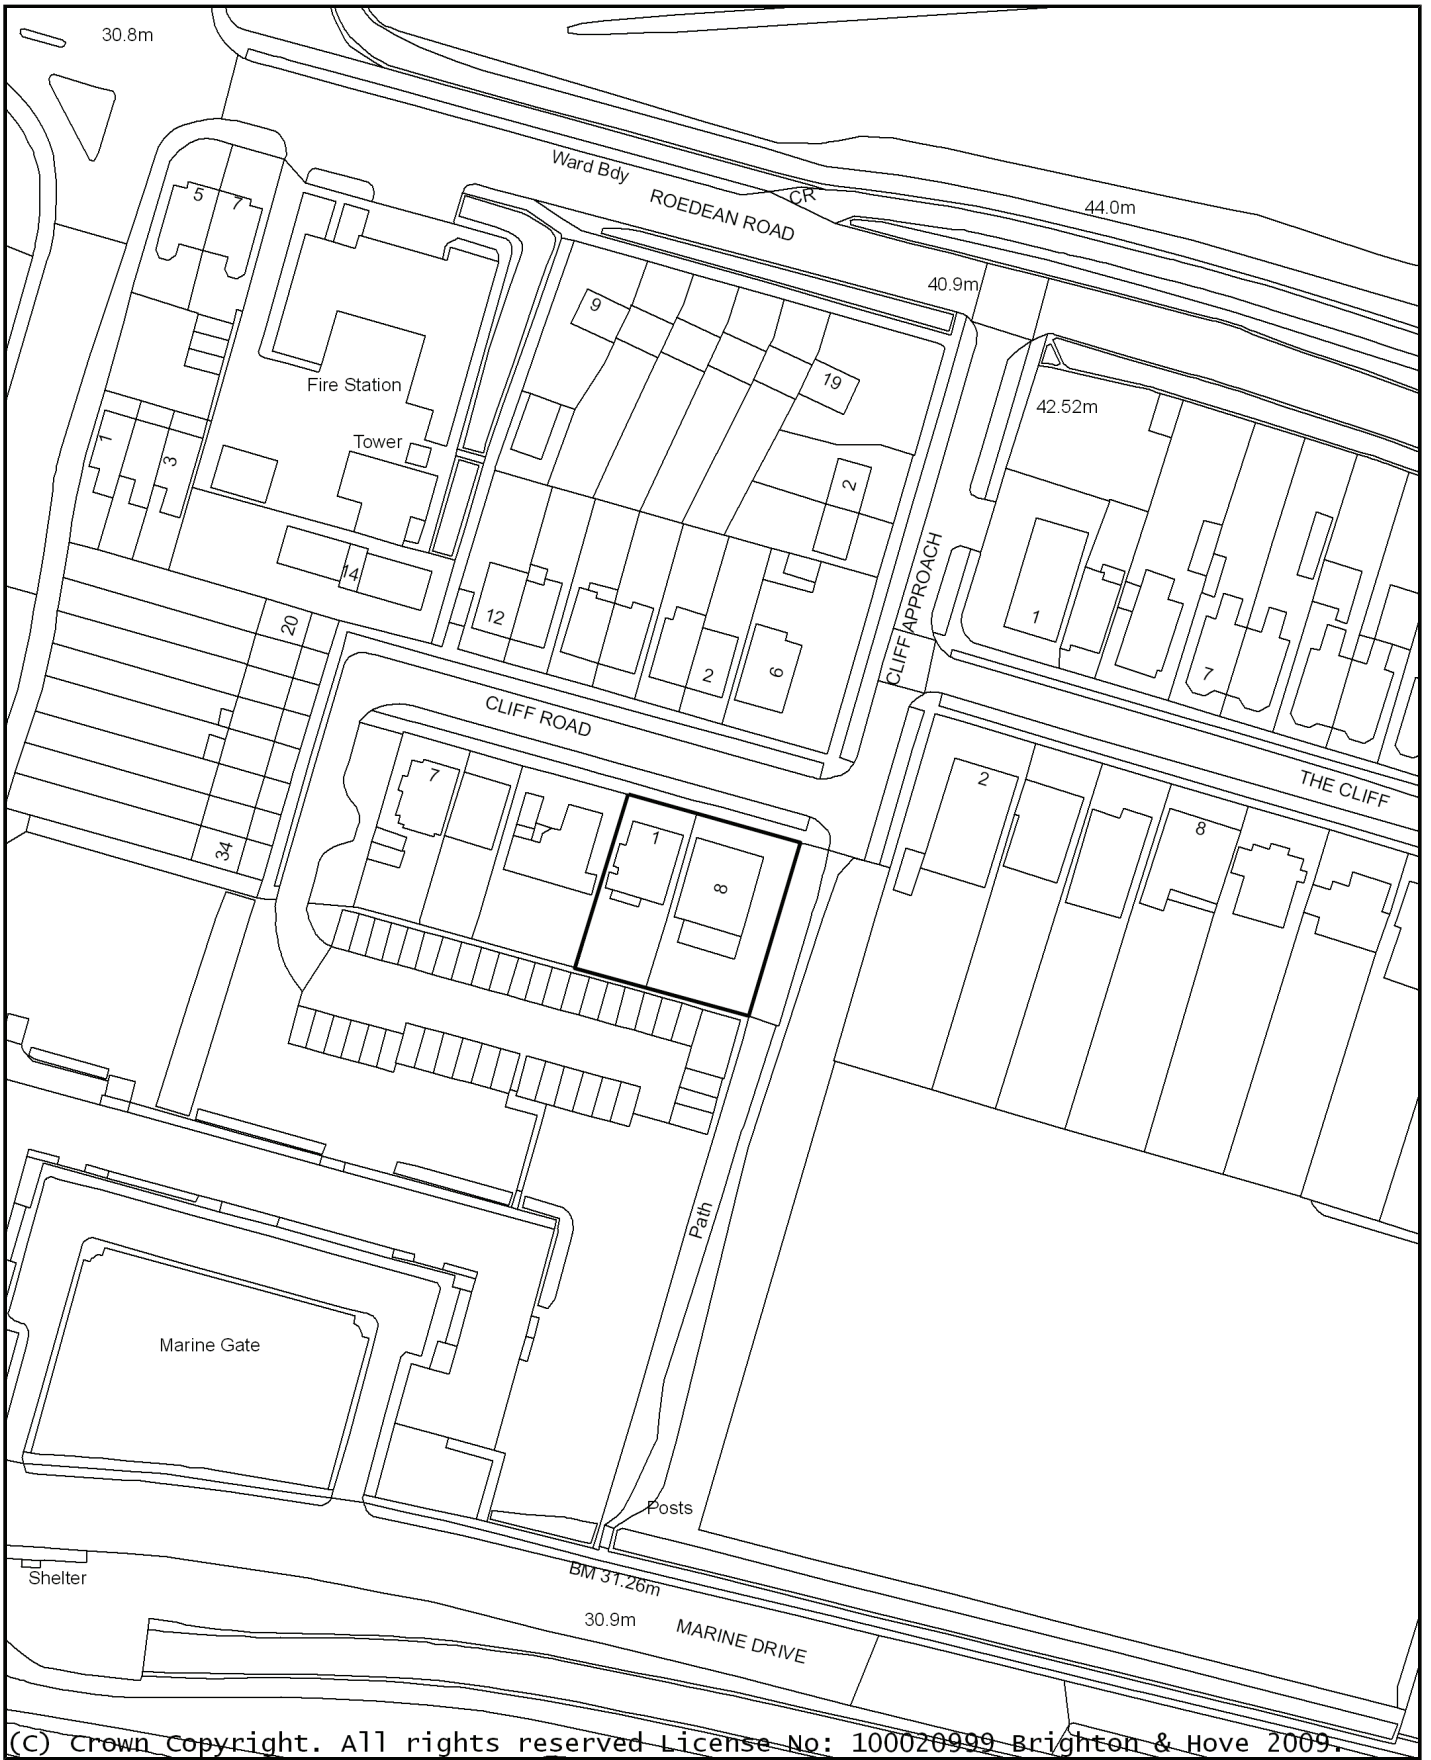 30.8m
Ward Bdy
ROEDEAN ROAD
CR
44.0m
5
7
40.9m
9
19
Fire Station
42.52m
Tower
1
3
2
CLIFF APPROACH
14
12
20
2
6
1
7
CLIFF ROAD
7
2
THE CLIFF
1
8
8
34
Path
Marine Gate
Posts
Shelter
BM 31.26m
30.9m
MARINE DRIVE
(C) Crown Copyright. All rights reserved License No: 100020999 Brighton & Hove 2009.